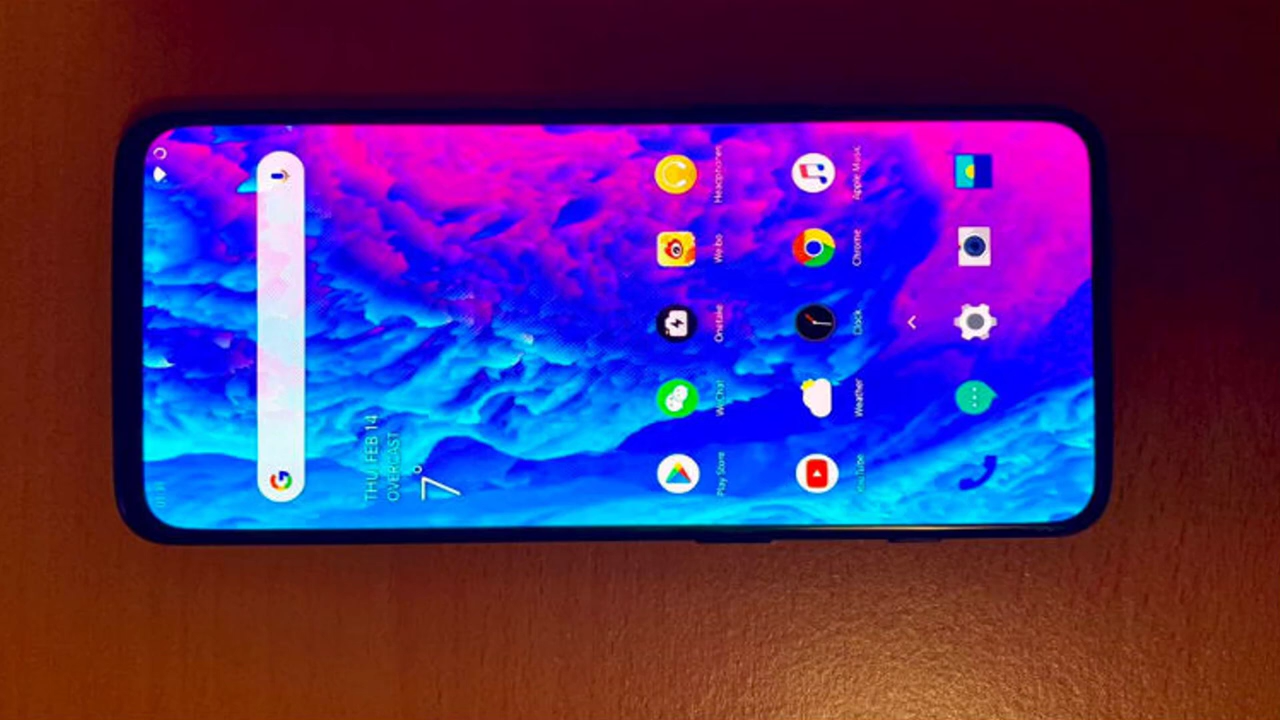 THU, FEB 14
OVERCAST
7°
Play Store WeChat Onetake Weibo Headphones
YouTube Weather Clock Chrome Apple Music